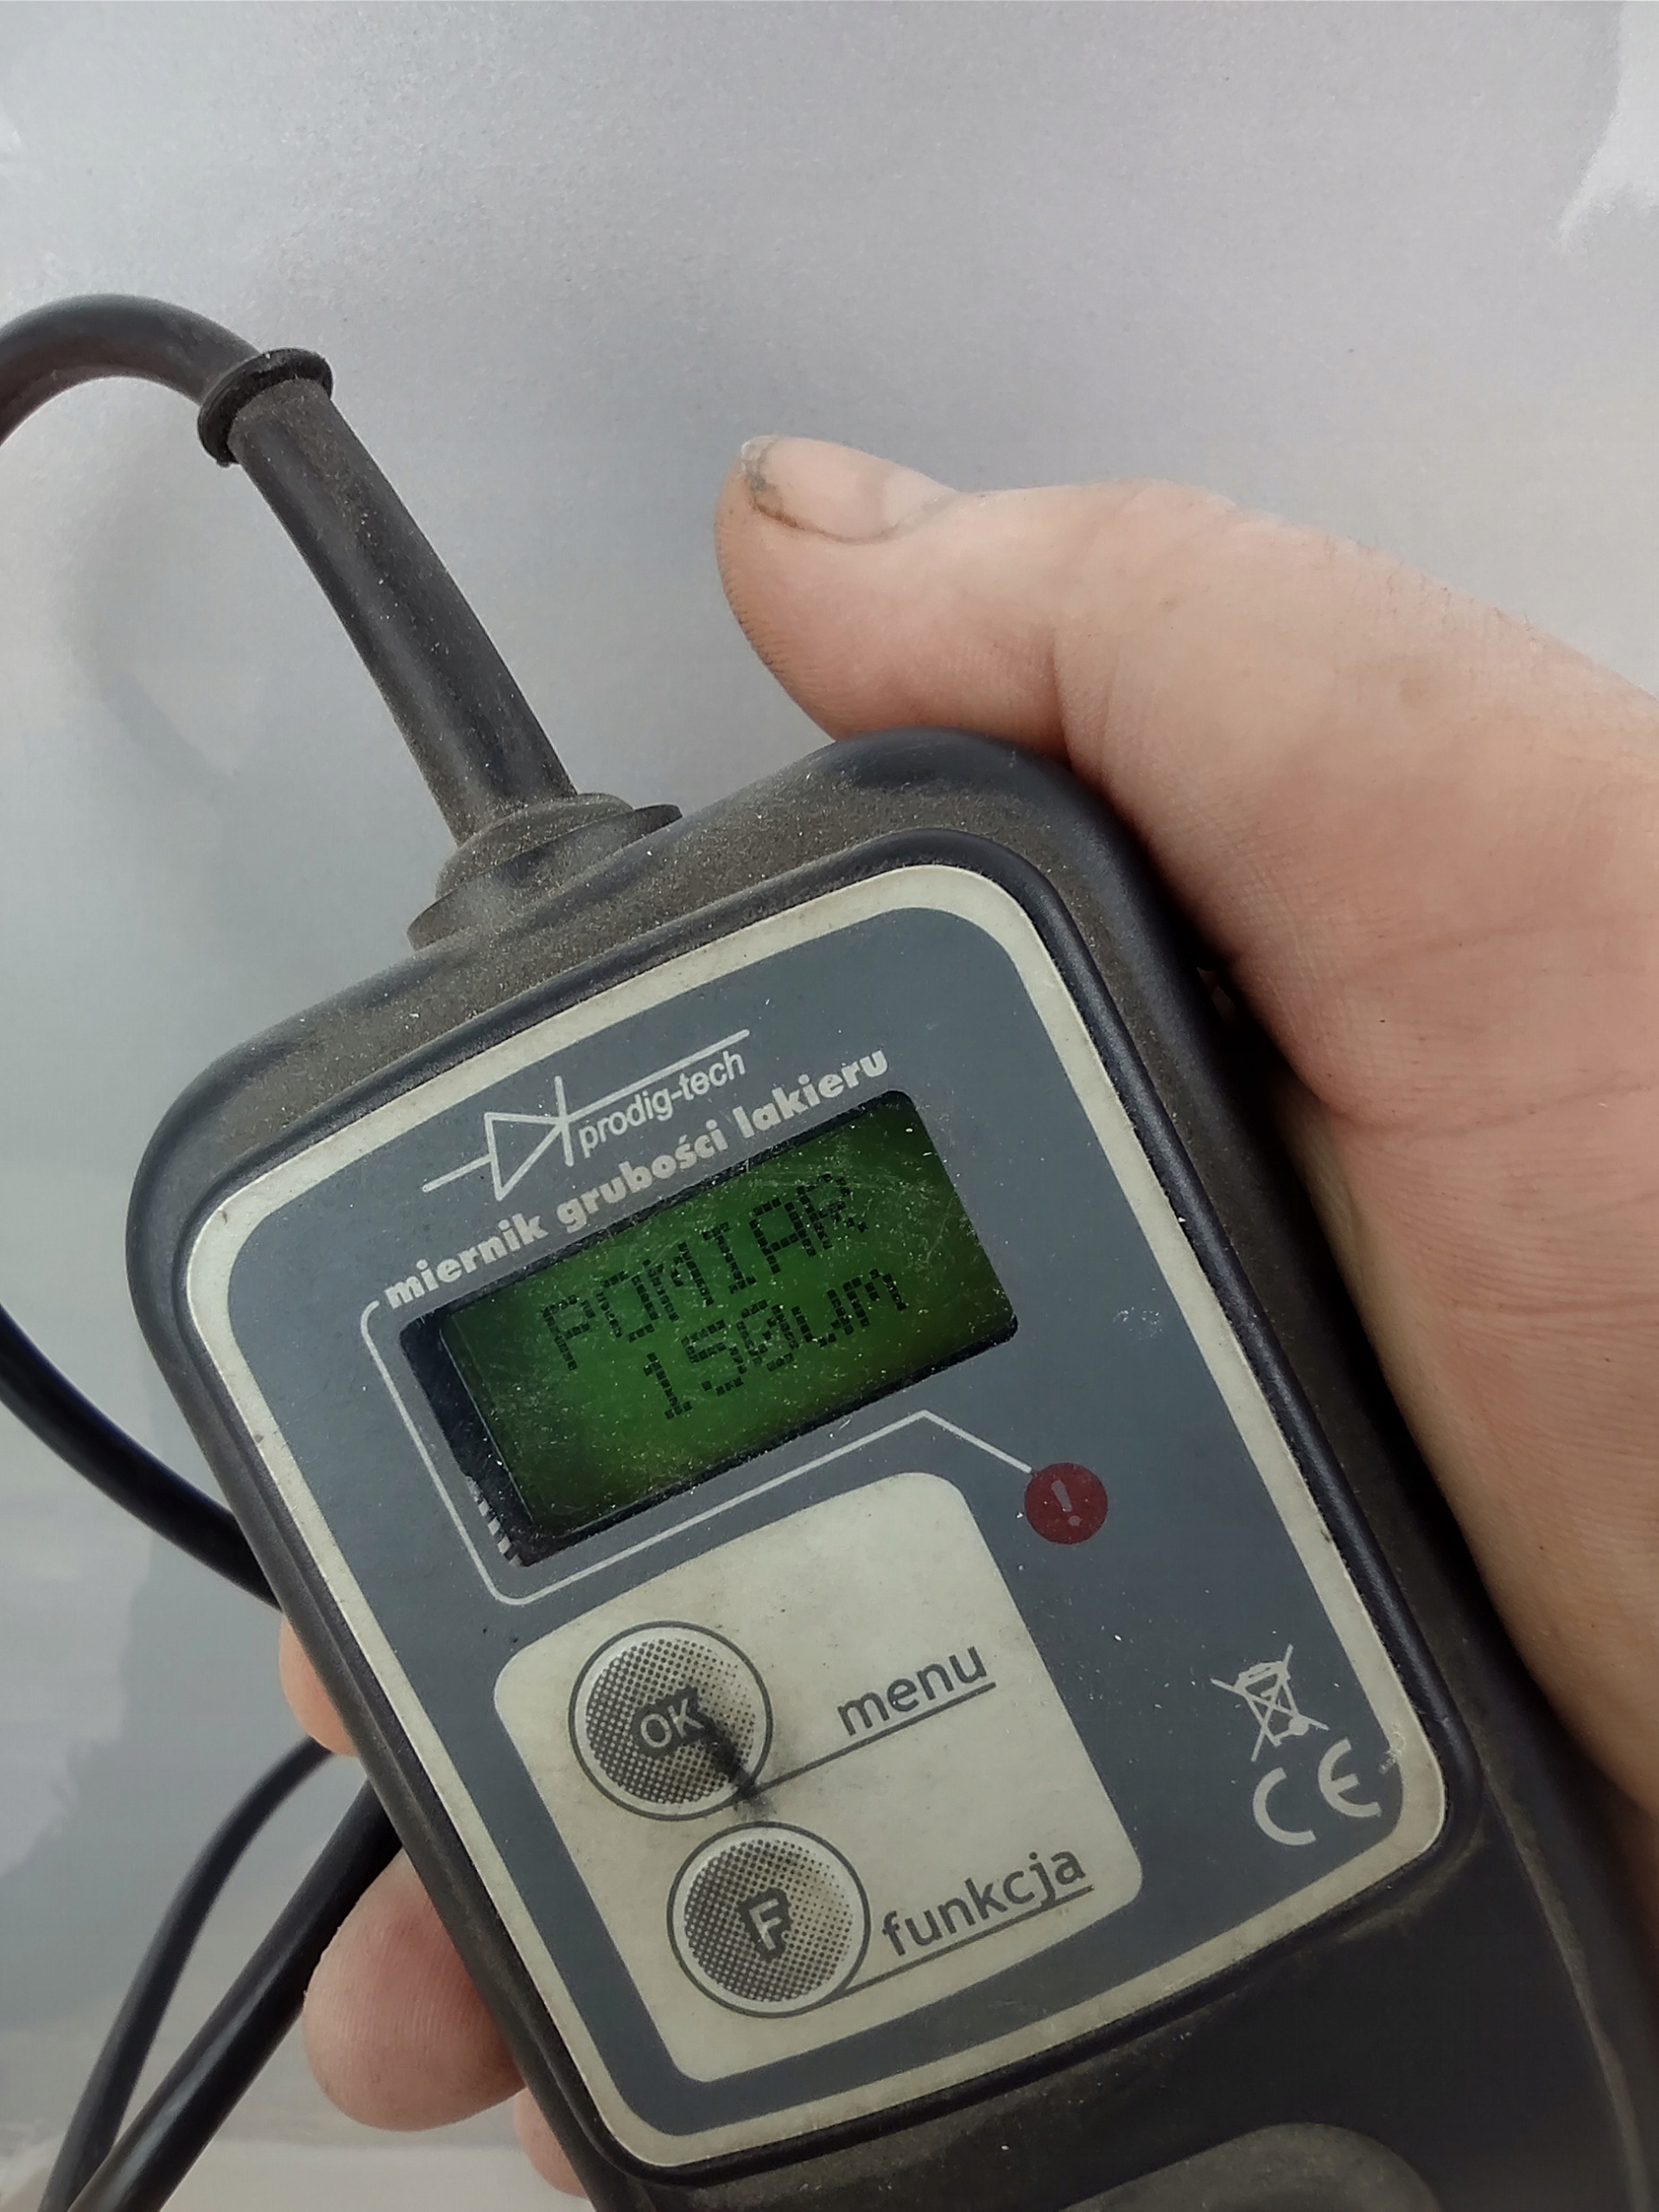 prodig-tech
miernik grubości lakieru
POMIAR
150um
!
OK
menu
F
funkcja
CE